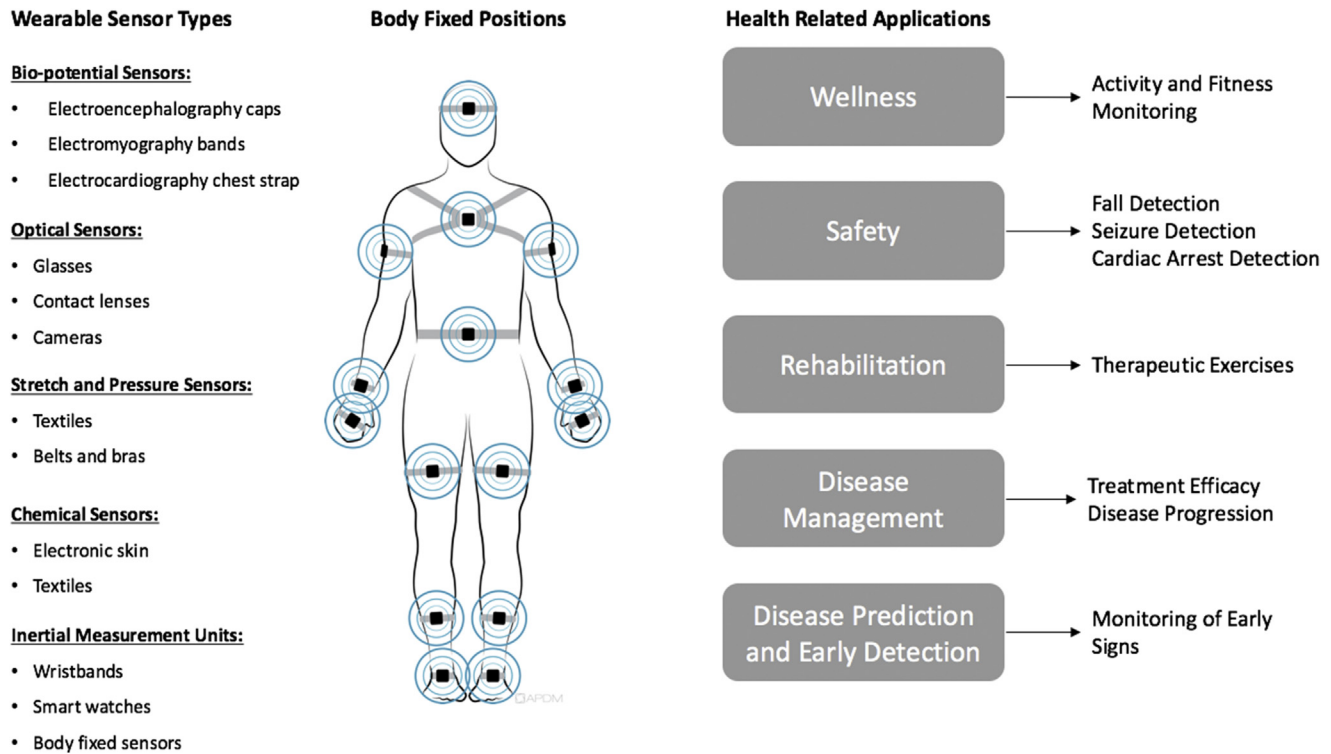 Wearable Sensor Types
Bio-potential Sensors:
• Electroencephalography caps
• Electromyography bands
• Electrocardiography chest strap
Optical Sensors:
• Glasses
• Contact lenses
• Cameras
Stretch and Pressure Sensors:
• Textiles
• Belts and bras
Chemical Sensors:
• Electronic skin
• Textiles
Inertial Measurement Units:
• Wristbands
• Smart watches
• Body fixed sensors
Body Fixed Positions
APDM
Health Related Applications
Wellness
Activity and Fitness
Monitoring
Safety
Fall Detection
Seizure Detection
Cardiac Arrest Detection
Rehabilitation
Therapeutic Exercises
Disease
Management
Treatment Efficacy
Disease Progression
Disease Prediction
and Early Detection
Monitoring of Early
Signs